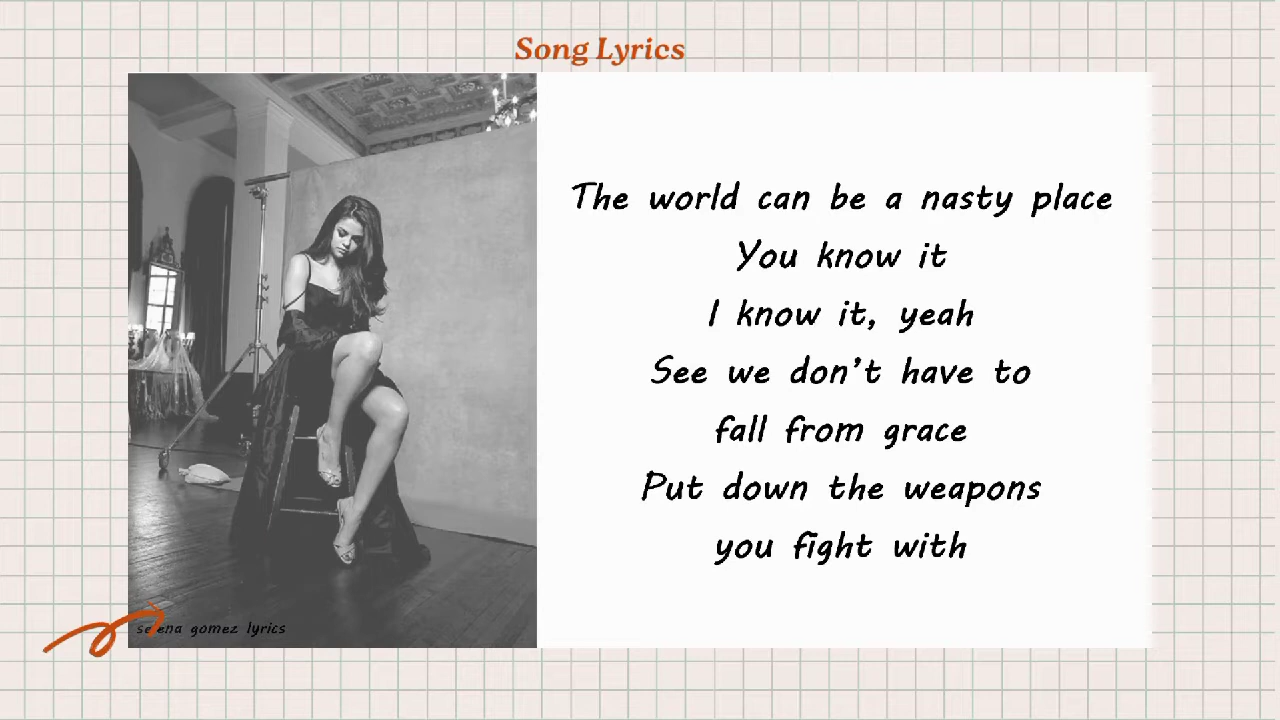 Song Lyrics
The world can be a nasty place
You know it
I know it, yeah
See we don't have to
fall from grace
Put down the weapons
you fight with
selena gomez lyrics